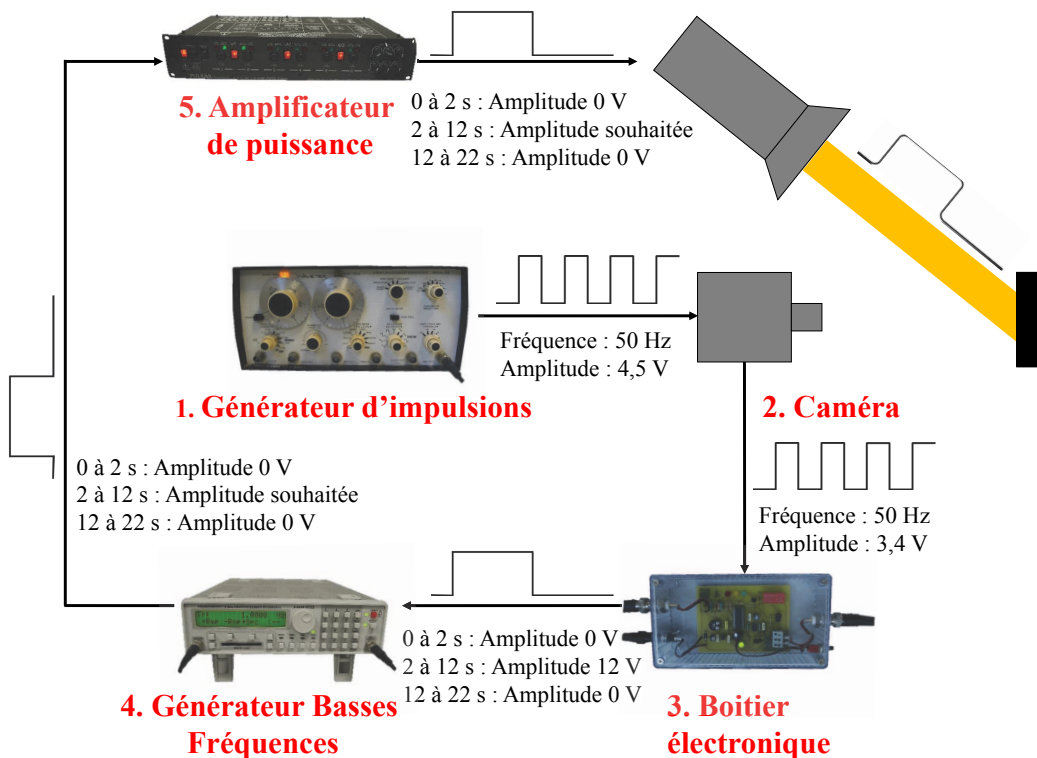 5. Amplificateur
de puissance
0 à 2 s : Amplitude 0 V
2 à 12 s : Amplitude souhaitée
12 à 22 s : Amplitude 0 V
Fréquence : 50 Hz
Amplitude : 4,5 V
1. Générateur d’impulsions
2. Caméra
0 à 2 s : Amplitude 0 V
2 à 12 s : Amplitude souhaitée
12 à 22 s : Amplitude 0 V
Fréquence : 50 Hz
Amplitude : 3,4 V
0 à 2 s : Amplitude 0 V
2 à 12 s : Amplitude 12 V
12 à 22 s : Amplitude 0 V
4. Générateur Basses
Fréquences
3. Boitier
électronique